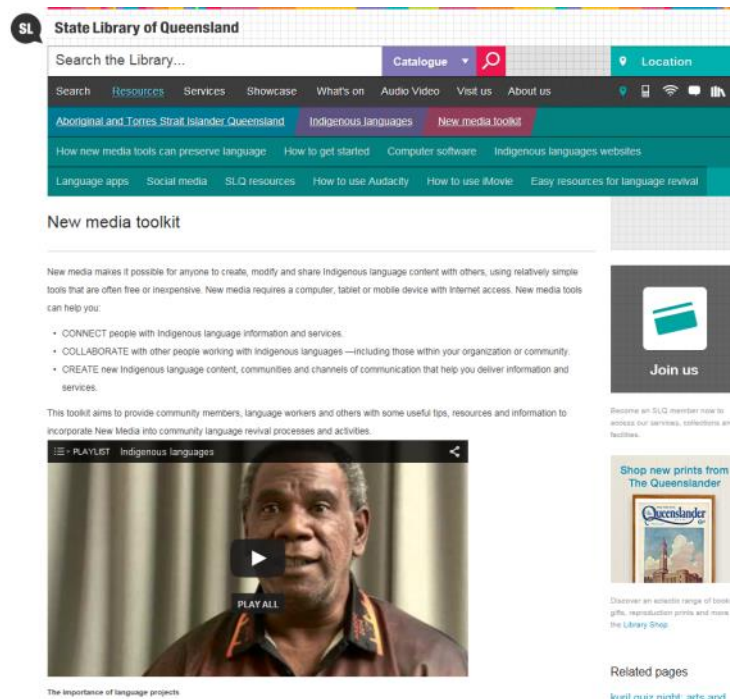 SL
State Library of Queensland
Search the Library...
Catalogue
Location
Search Resources Services Showcase What's on Audio Video Visit us About us
Aboriginal and Torres Strait Islander Queensland Indigenous languages New media toolkit
How new media tools can preserve language How to get started Computer software Indigenous languages websites
Language apps Social media SLQ resources How to use Audacity How to use iMovie Easy resources for language revival
New media toolkit
New media makes it possible for anyone to create, modify and share Indigenous language content with others, using relatively simple
tools that are often free or inexpensive. New media requires a computer, tablet or mobile device with Internet access. New media tools
can help you:
• CONNECT people with Indigenous language information and services.
• COLLABORATE with other people working with Indigenous languages —including those within your organization or community.
• CREATE new Indigenous language content, communities and channels of communication that help you deliver information and
services.
This toolkit aims to provide community members, language workers and others with some useful tips, resources and information to
incorporate New Media into community language revival processes and activities.
PLAYLIST Indigenous languages
PLAY ALL
The importance of language projects
Join us
Become an SLQ member now to
access our services, collections an
facilities.
Shop new prints from
The Queenslander
Queenslander
Discover an eclectic range of book
gifts, reproduction prints and more
the Library Shop.
Related pages
kuril quiz night: arts and